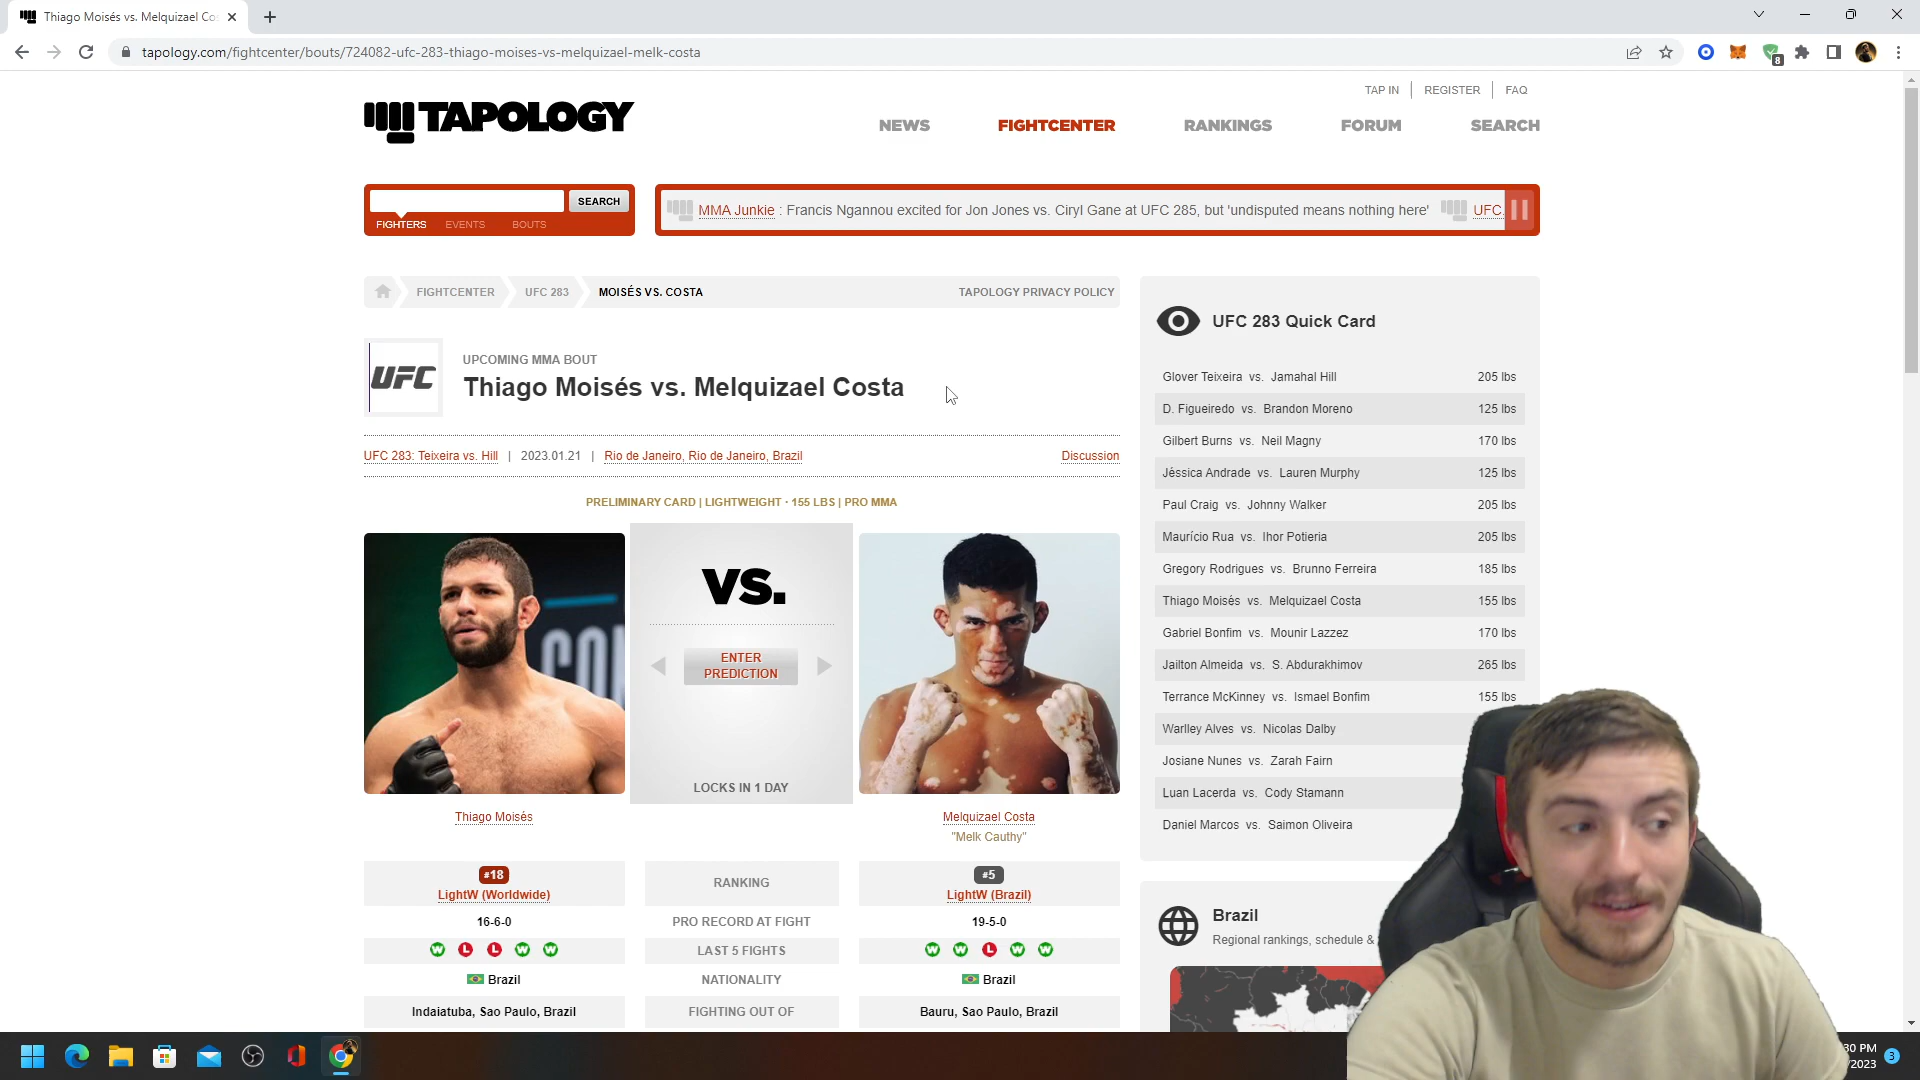 Thiago Moisés vs. Melquizael Co
tapology.com/fightcenter/bouts/724082-ufc-283-thiago-moises-vs-melquizael-melk-costa
8
TAP IN
REGISTER
FAQ
TAPOLOGY
NEWS
FIGHTCENTER
RANKINGS
FORUM
SEARCH
SEARCH
FIGHTERS
EVENTS
BOUTS
MMA Junkie : Francis Ngannou excited for Jon Jones vs. Ciryl Gane at UFC 285, but 'undisputed means nothing here'
UFC
FIGHTCENTER
UFC 283
MOISÉS VS. COSTA
TAPOLOGY PRIVACY POLICY
UFC
UPCOMING MMA BOUT
Thiago Moisés vs. Melquizael Costa
UFC 283: Teixeira vs. Hill | 2023.01.21 | Rio de Janeiro, Rio de Janeiro, Brazil
Discussion
PRELIMINARY CARD | LIGHTWEIGHT · 155 LBS | PRO MMA
VS.
ENTER
PREDICTION
LOCKS IN 1 DAY
Thiago Moisés
Melquizael Costa
"Melk Cauthy"
#18
LightW (Worldwide)
RANKING
#5
LightW (Brazil)
16-6-0
PRO RECORD AT FIGHT
19-5-0
W L L W W
LAST 5 FIGHTS
W W L W W
Brazil
NATIONALITY
Brazil
Indaiatuba, Sao Paulo, Brazil
FIGHTING OUT OF
Bauru, Sao Paulo, Brazil
UFC 283 Quick Card
Glover Teixeira vs. Jamahal Hill 205 lbs
D. Figueiredo vs. Brandon Moreno 125 lbs
Gilbert Burns vs. Neil Magny 170 lbs
Jéssica Andrade vs. Lauren Murphy 125 lbs
Paul Craig vs. Johnny Walker 205 lbs
Maurício Rua vs. Ihor Potieria 205 lbs
Gregory Rodrigues vs. Brunno Ferreira 185 lbs
Thiago Moisés vs. Melquizael Costa 155 lbs
Gabriel Bonfim vs. Mounir Lazzez 170 lbs
Jailton Almeida vs. S. Abdurakhimov 265 lbs
Terrance McKinney vs. Ismael Bonfim 155 lbs
Warlley Alves vs. Nicolas Dalby
Josiane Nunes vs. Zarah Fairn
Luan Lacerda vs. Cody Stamann
Daniel Marcos vs. Saimon Oliveira
Brazil
Regional rankings, schedule &
30 PM
/2023
3